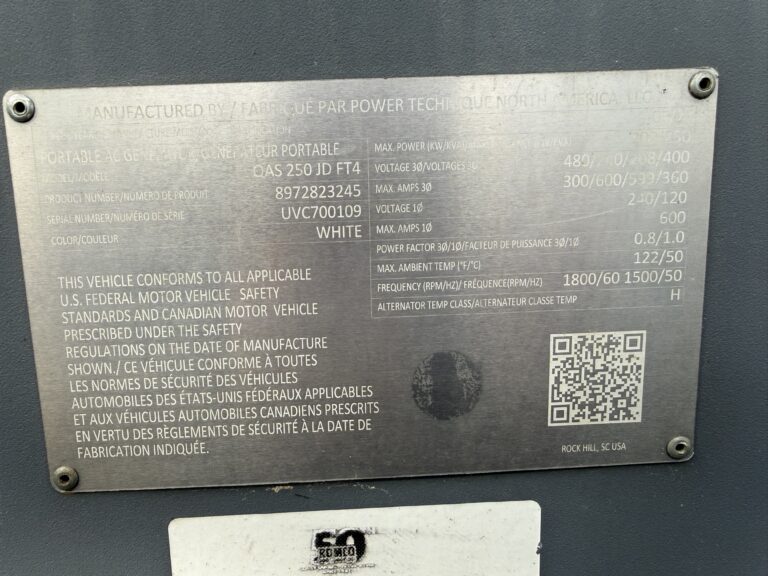 MANUFACTURED BY / FABRIQUÉ PAR POWER TECHNIQUE NORTH AMERICA, LLC
PORTABLE AC GENERATOR/GÉNÉRATEUR PORTABLE
MODEL/MODÈLE QAS 250 JD FT4
PRODUCT NUMBER/NUMÉRO DE PRODUIT 8972823245
SERIAL NUMBER/NUMÉRO DE SÉRIE UVC700109
COLOR/COULEUR WHITE
MAX. POWER (KW/KVA)
VOLTAGE 3Ø/VOLTAGES 3Ø 480/240/208/400
MAX. AMPS 3Ø 300/600/599/360
VOLTAGE 1Ø 240/120
MAX. AMPS 1Ø 600
POWER FACTOR 3Ø/1Ø/FACTEUR DE PUISSANCE 3Ø/1Ø 0.8/1.0
MAX. AMBIENT TEMP (°F/°C) 122/50
FREQUENCY (RPM/HZ)/ FRÉQUENCE(RPM/HZ) 1800/60 1500/50
ALTERNATOR TEMP CLASS/ALTERNATEUR CLASSE TEMP H
THIS VEHICLE CONFORMS TO ALL APPLICABLE
U.S. FEDERAL MOTOR VEHICLE SAFETY
STANDARDS AND CANADIAN MOTOR VEHICLE
PRESCRIBED UNDER THE SAFETY
REGULATIONS ON THE DATE OF MANUFACTURE
SHOWN./ CE VÉHICULE CONFORME À TOUTES
LES NORMES DE SÉCURITÉ DES VÉHICULES
AUTOMOBILES DES ÉTATS-UNIS FÉDÉRAUX APPLICABLES
ET AUX VÉHICULES AUTOMOBILES CANADIENS PRESCRITS
EN VERTU DES RÈGLEMENTS DE SÉCURITÉ À LA DATE DE
FABRICATION INDIQUÉE.
ROCK HILL, SC USA
50
ROMCO